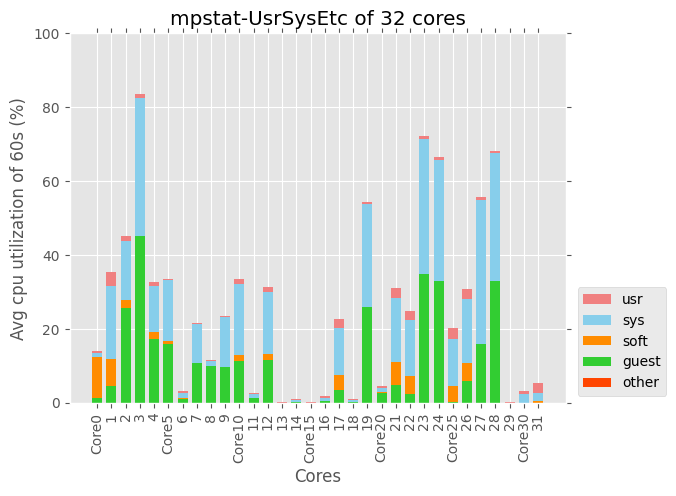 mpstat-UsrSysEtc of 32 cores
Avg cpu utilization of 60s (%)
100
80
60
40
20
0
usr
sys
soft
guest
other
Core0
1
2
3
4
Core5
6
7
8
9
Core10
11
12
13
14
Core15
16
17
18
19
Core20
21
22
23
24
Core25
26
27
28
29
Core30
31
Cores